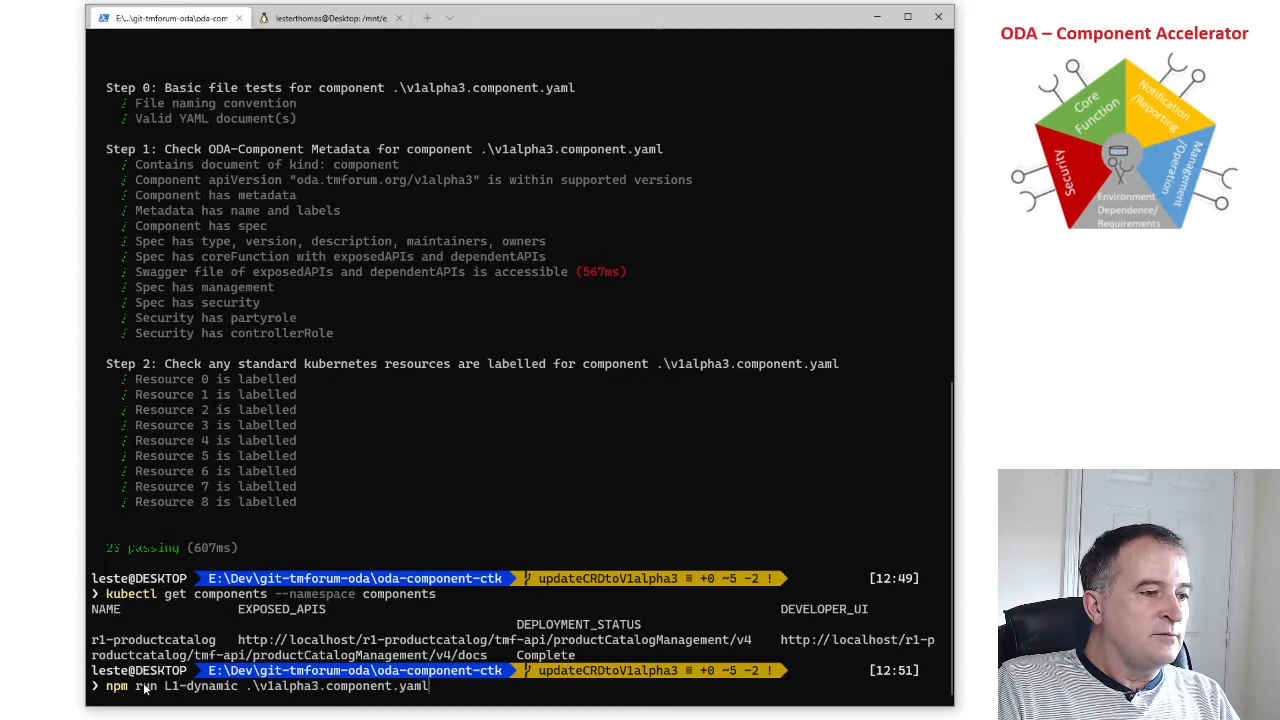 E:\...\git-tmforum-oda\oda-com
lesterthomas@Desktop: /mnt/e
ODA – Component Accelerator
Core Function
Notification /Reporting
Management /Operation
Security
Environment Dependence/ Requirements
Step 0: Basic file tests for component .\v1alpha3.component.yaml
File naming convention
Valid YAML document(s)
Step 1: Check ODA-Component Metadata for component .\v1alpha3.component.yaml
Contains document of kind: component
Component apiVersion "oda.tmforum.org/v1alpha3" is within supported versions
Component has metadata
Metadata has name and labels
Component has spec
Spec has type, version, description, maintainers, owners
Spec has coreFunction with exposedAPIs and dependentAPIs
Swagger file of exposedAPIs and dependentAPIs is accessible (567ms)
Spec has management
Spec has security
Security has partyrole
Security has controllerRole
Step 2: Check any standard kubernetes resources are labelled for component .\v1alpha3.component.yaml
Resource 0 is labelled
Resource 1 is labelled
Resource 2 is labelled
Resource 3 is labelled
Resource 4 is labelled
Resource 5 is labelled
Resource 6 is labelled
Resource 7 is labelled
Resource 8 is labelled
23 passing (607ms)
leste@DESKTOP E:\Dev\git-tmforum-oda\oda-component-ctk updateCRDtoV1alpha3 ≡ +0 ~5 -2 ! [12:49]
❯ kubectl get components --namespace components
NAME EXPOSED_APIS DEVELOPER_UI
DEPLOYMENT_STATUS
r1-productcatalog http://localhost/r1-productcatalog/tmf-api/productCatalogManagement/v4 http://localhost/r1-p
roductcatalog/tmf-api/productCatalogManagement/v4/docs Complete
leste@DESKTOP E:\Dev\git-tmforum-oda\oda-component-ctk updateCRDtoV1alpha3 ≡ +0 ~5 -2 ! [12:51]
❯ npm run L1-dynamic .\v1alpha3.component.yaml